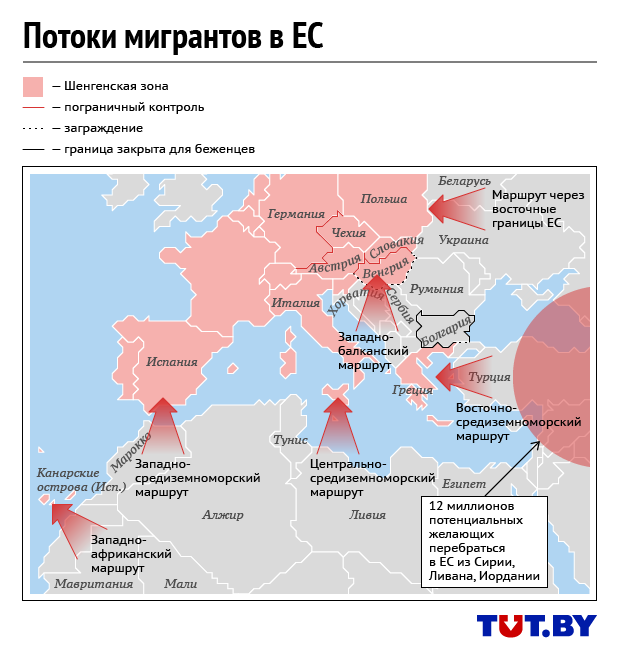 Потоки мигрантов в ЕС
– Шенгенская зона
– пограничный контроль
– заграждение
– граница закрыта для беженцев
Беларусь
Польша
Маршрут через
восточные
границы ЕС
Германия
Чехия
Словакия
Украина
Австрия
Венгрия
Румыния
Италия
Хорватия
Сербия
Болгария
Западно-
балканский
маршрут
Испания
Греция
Турция
Восточно-
средиземноморский
маршрут
Марокко
Тунис
Западно-
средиземноморский
маршрут
Центрально-
средиземноморский
маршрут
Канарские
острова (Исп.)
Египет
Алжир
Ливия
12 миллионов
потенциальных
желающих
перебраться
в ЕС из Сирии,
Ливана, Иордании
Западно-
африканский
маршрут
Мавритания
Мали
TUT.BY